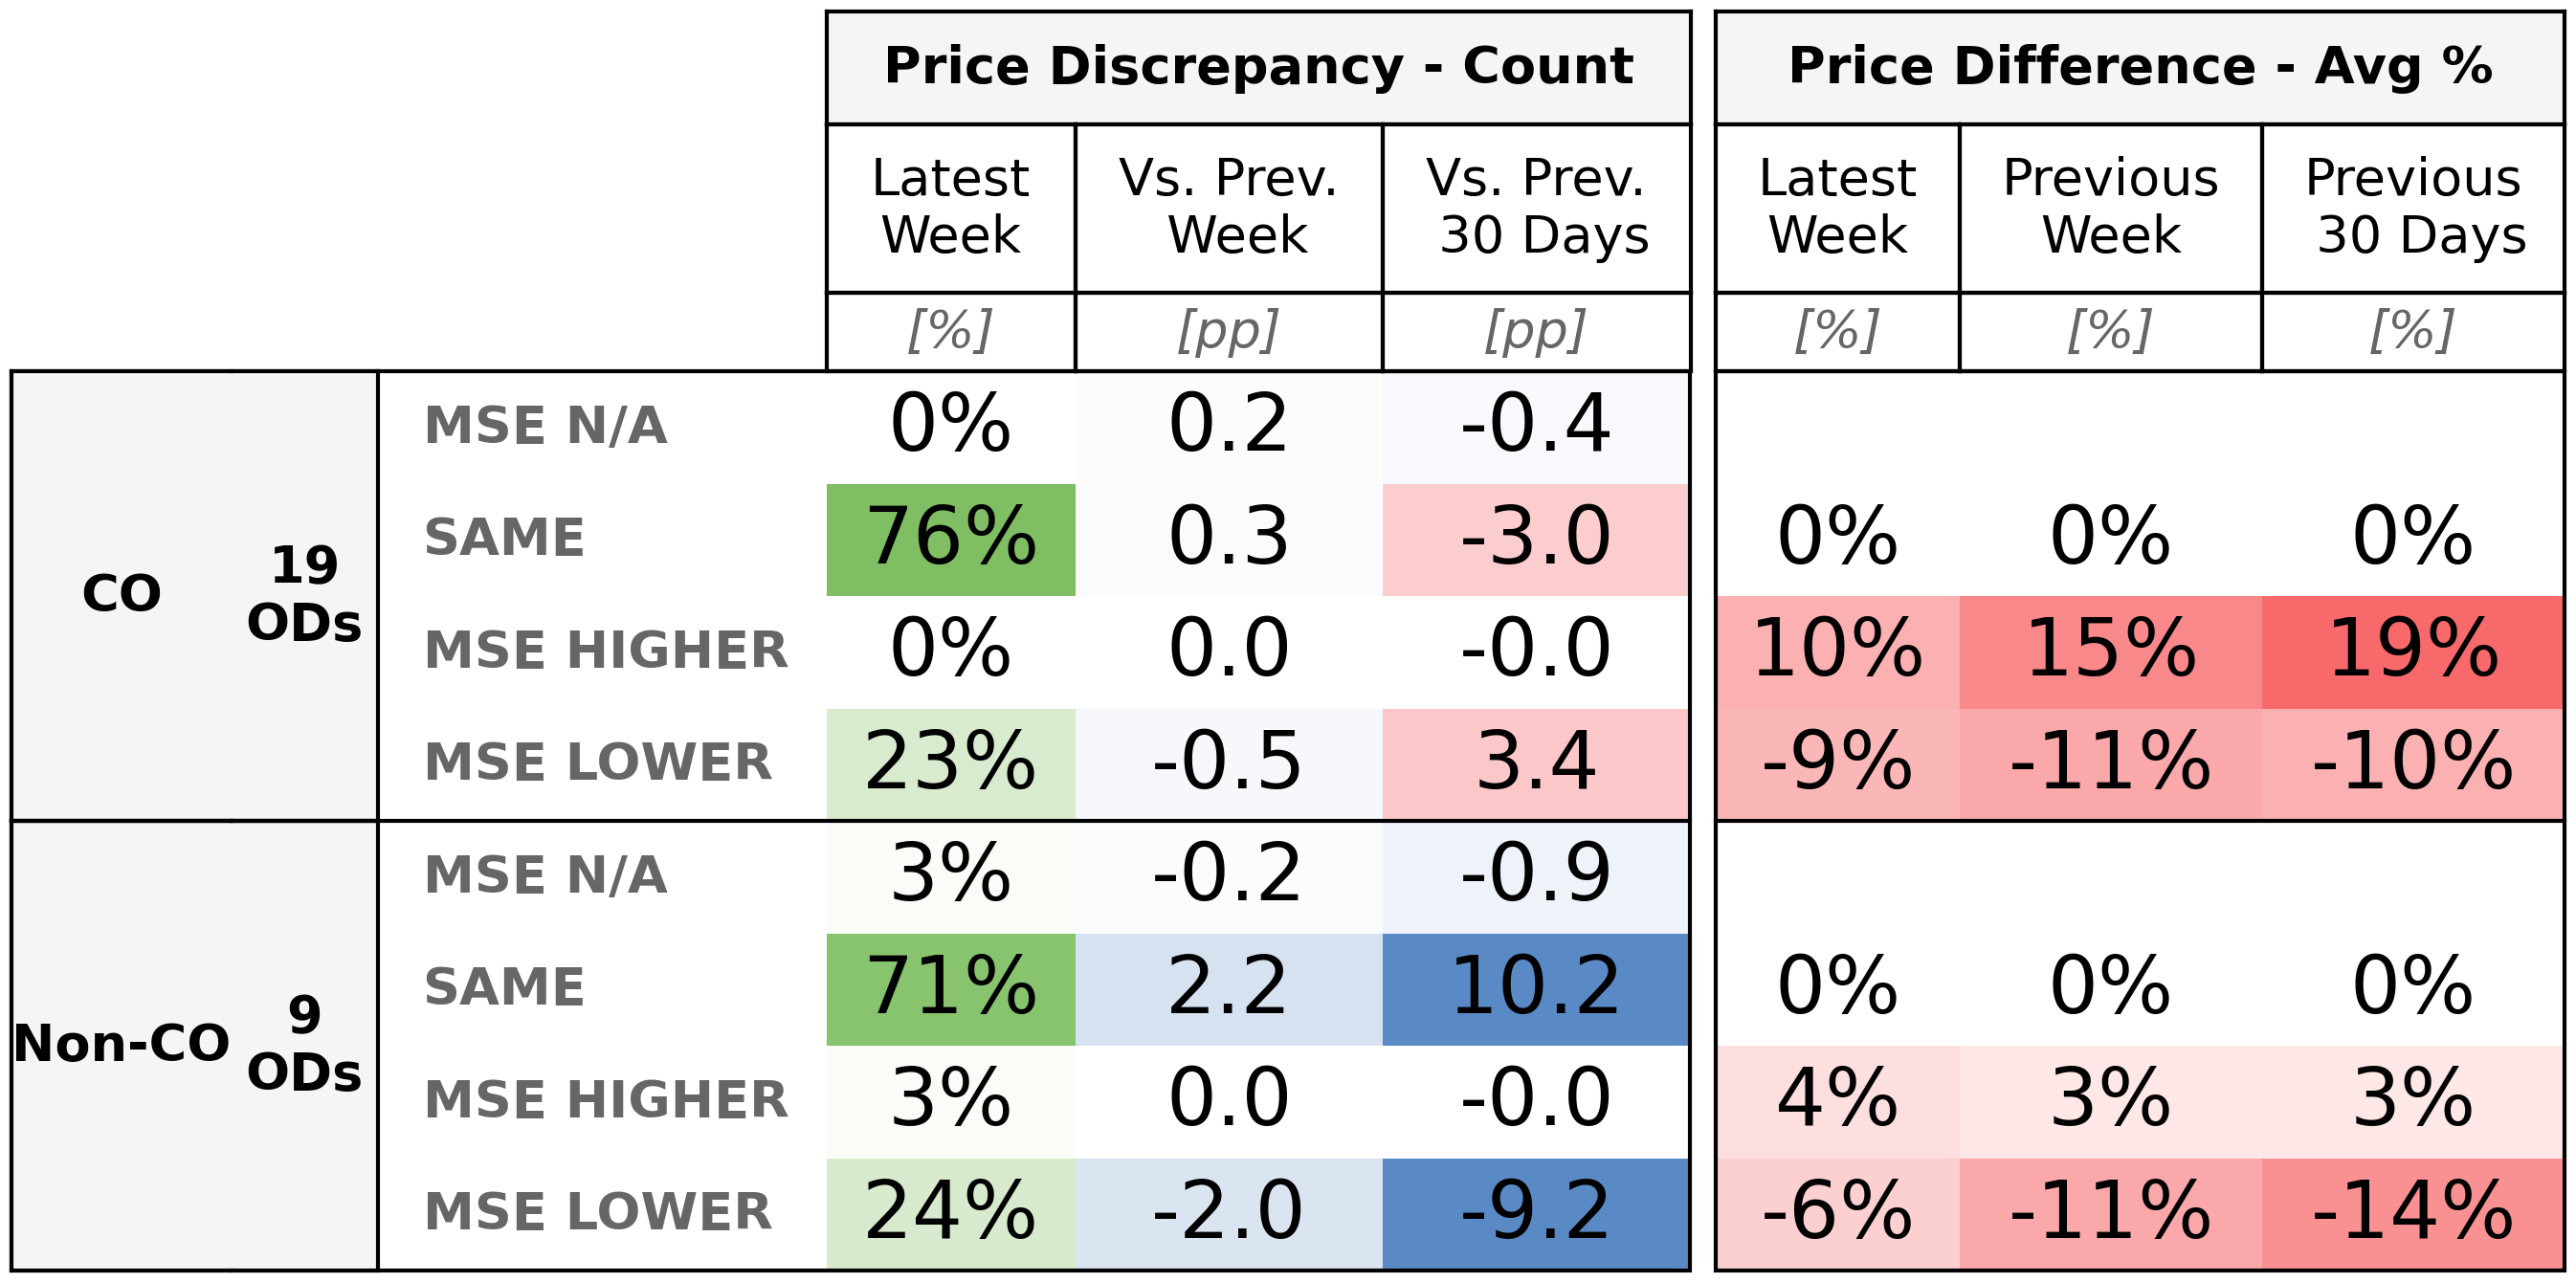 Price Discrepancy - Count Price Difference - Avg %
Latest Week Vs. Prev. Week Vs. Prev. 30 Days Latest Week Previous Week Previous 30 Days
[%] [pp] [pp] [%] [%] [%]
CO 19 ODs
MSE N/A 0% 0.2 -0.4
SAME 76% 0.3 -3.0 0% 0% 0%
MSE HIGHER 0% 0.0 -0.0 10% 15% 19%
MSE LOWER 23% -0.5 3.4 -9% -11% -10%
Non-CO 9 ODs
MSE N/A 3% -0.2 -0.9
SAME 71% 2.2 10.2 0% 0% 0%
MSE HIGHER 3% 0.0 -0.0 4% 3% 3%
MSE LOWER 24% -2.0 -9.2 -6% -11% -14%